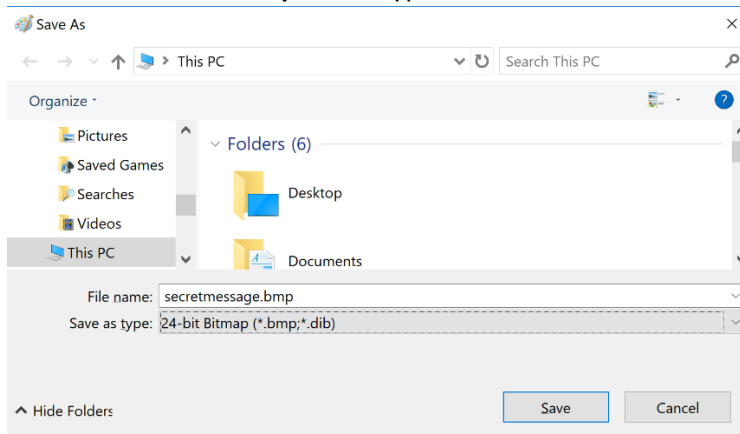 Save As
This PC
Search This PC
Organize
?
Pictures
Saved Games
Searches
Videos
This PC
Folders (6)
Desktop
Documents
File name: secretmessage.bmp
Save as type: 24-bit Bitmap (*.bmp;*.dib)
Hide Folders
Save
Cancel